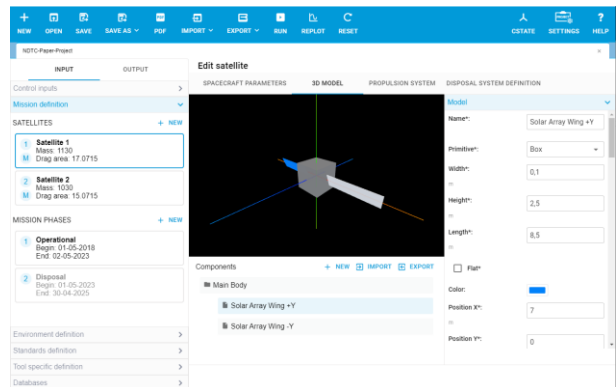 NEW OPEN SAVE SAVE AS PDF IMPORT EXPORT RUN REPLOT RESET CSTATE SETTINGS HELP
NDTC-Paper-Project ×
INPUT OUTPUT
Edit satellite
SPACECRAFT PARAMETERS 3D MODEL PROPULSION SYSTEM DISPOSAL SYSTEM DEFINITION
Control inputs
Mission definition
SATELLITES + NEW
1 Satellite 1
Mass: 1130
M Drag area: 17.0715
2 Satellite 2
Mass: 1030
M Drag area: 15.0715
MISSION PHASES + NEW
1 Operational
Begin: 01-05-2018
End: 02-05-2023
2 Disposal
Begin: 01-05-2023
End: 30-04-2025
Environment definition
Standards definition
Tool specific definition
Databases
Components + NEW IMPORT EXPORT
Main Body
Solar Array Wing +Y
Solar Array Wing -Y
Model
Name*: Solar Array Wing +Y
Primitive*: Box
Width*: 0,1
m
Height*: 2,5
m
Length*: 8,5
m
Flat*
Color:
Position X*: 7
m
Position Y*: 0